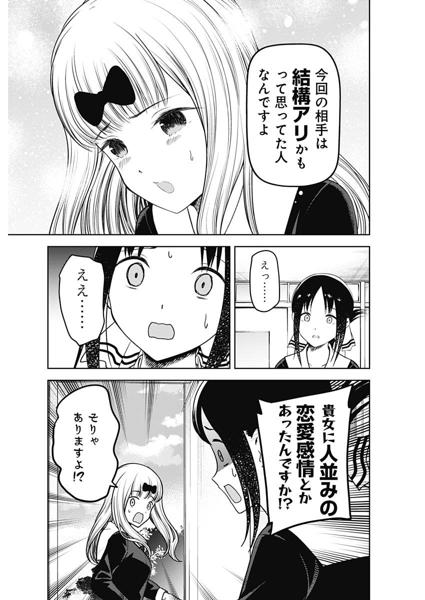 今回の相手は
結構アリかも
って思ってた人
なんですよ
えっ……
ええ……
貴女に人並みの
恋愛感情とか
あったんですか!?
そりゃ
ありますよ!?